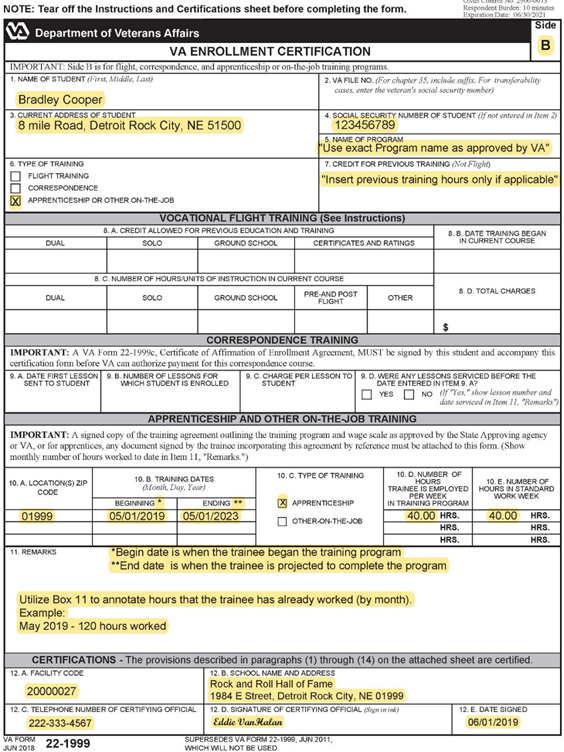 NOTE: Tear off the Instructions and Certifications sheet before completing the form.
OMB Control No. 2900-0073
Respondent Burden: 10 minutes
Expiration Date: 06/30/2021
VA Department of Veterans Affairs
Side
B
VA ENROLLMENT CERTIFICATION
IMPORTANT: Side B is for flight, correspondence, and apprenticeship or on-the-job training programs.
1. NAME OF STUDENT (First, Middle, Last)
Bradley Cooper
2. VA FILE NO. (For chapter 35, include suffix. For transferability
cases, enter the veteran's social security number)
3. CURRENT ADDRESS OF STUDENT
8 mile Road, Detroit Rock City, NE 51500
4. SOCIAL SECURITY NUMBER OF STUDENT (If not entered in Item 2)
123456789
5. NAME OF PROGRAM
"Use exact Program name as approved by VA"
6. TYPE OF TRAINING
FLIGHT TRAINING
CORRESPONDENCE
X APPRENTICESHIP OR OTHER ON-THE-JOB
7. CREDIT FOR PREVIOUS TRAINING (Not Flight)
"Insert previous training hours only if applicable"
VOCATIONAL FLIGHT TRAINING (See Instructions)
8. A. CREDIT ALLOWED FOR PREVIOUS EDUCATION AND TRAINING
DUAL SOLO GROUND SCHOOL CERTIFICATES AND RATINGS
8. B. DATE TRAINING BEGAN
IN CURRENT COURSE
8. C. NUMBER OF HOURS/UNITS OF INSTRUCTION IN CURRENT COURSE
DUAL SOLO GROUND SCHOOL PRE-AND POST
FLIGHT OTHER
8. D. TOTAL CHARGES
$
CORRESPONDENCE TRAINING
IMPORTANT: A VA Form 22-1999c, Certificate of Affirmation of Enrollment Agreement, MUST be signed by this student and accompany this
certification form before VA can authorize payment for this correspondence course.
9. A. DATE FIRST LESSON
SENT TO STUDENT
9. B. NUMBER OF LESSONS FOR
WHICH STUDENT IS ENROLLED
9. C. CHARGE PER LESSON TO
STUDENT
9. D. WERE ANY LESSONS SERVICED BEFORE THE
DATE ENTERED IN ITEM 9. A?
YES NO (If "Yes," show lesson number and
date serviced in Item 11, "Remarks")
APPRENTICESHIP AND OTHER ON-THE-JOB TRAINING
IMPORTANT: A signed copy of the training agreement outlining the training program and wage scale as approved by the State Approving agency
or VA, or for apprentices, any document signed by the trainee incorporating this agreement by reference must be attached to this form. (Show
monthly number of hours worked to date in Item 11, "Remarks.")
10. A. LOCATION(S) ZIP
CODE
01999
10. B. TRAINING DATES
(Month, Day, Year)
BEGINNING * ENDING **
05/01/2019 05/01/2023
10. C. TYPE OF TRAINING
X APPRENTICESHIP
OTHER-ON-THE-JOB
10. D. NUMBER OF
HOURS
TRAINEE IS EMPLOYED
PER WEEK
IN TRAINING PROGRAM
40.00 HRS.
HRS.
HRS.
10. E. NUMBER OF
HOURS IN STANDARD
WORK WEEK
40.00 HRS.
HRS.
HRS.
11. REMARKS
*Begin date is when the trainee began the training program
**End date is when the trainee is projected to complete the program
Utilize Box 11 to annotate hours that the trainee has already worked (by month).
Example:
May 2019 - 120 hours worked
CERTIFICATIONS - The provisions described in paragraphs (1) through (14) on the attached sheet are certified.
12. A. FACILITY CODE
20000027
12. B. SCHOOL NAME AND ADDRESS
Rock and Roll Hall of Fame
1984 E Street, Detroit Rock City, NE 01999
12. C. TELEPHONE NUMBER OF CERTIFYING OFFICIAL
222-333-4567
12. D. SIGNATURE OF CERTIFYING OFFICIAL (Sign in ink)
Eddie VanHalan
12. E. DATE SIGNED
06/01/2019
VA FORM
JUN 2018 22-1999
SUPERSEDES VA FORM 22-1999, JUN 2011,
WHICH WILL NOT BE USED.